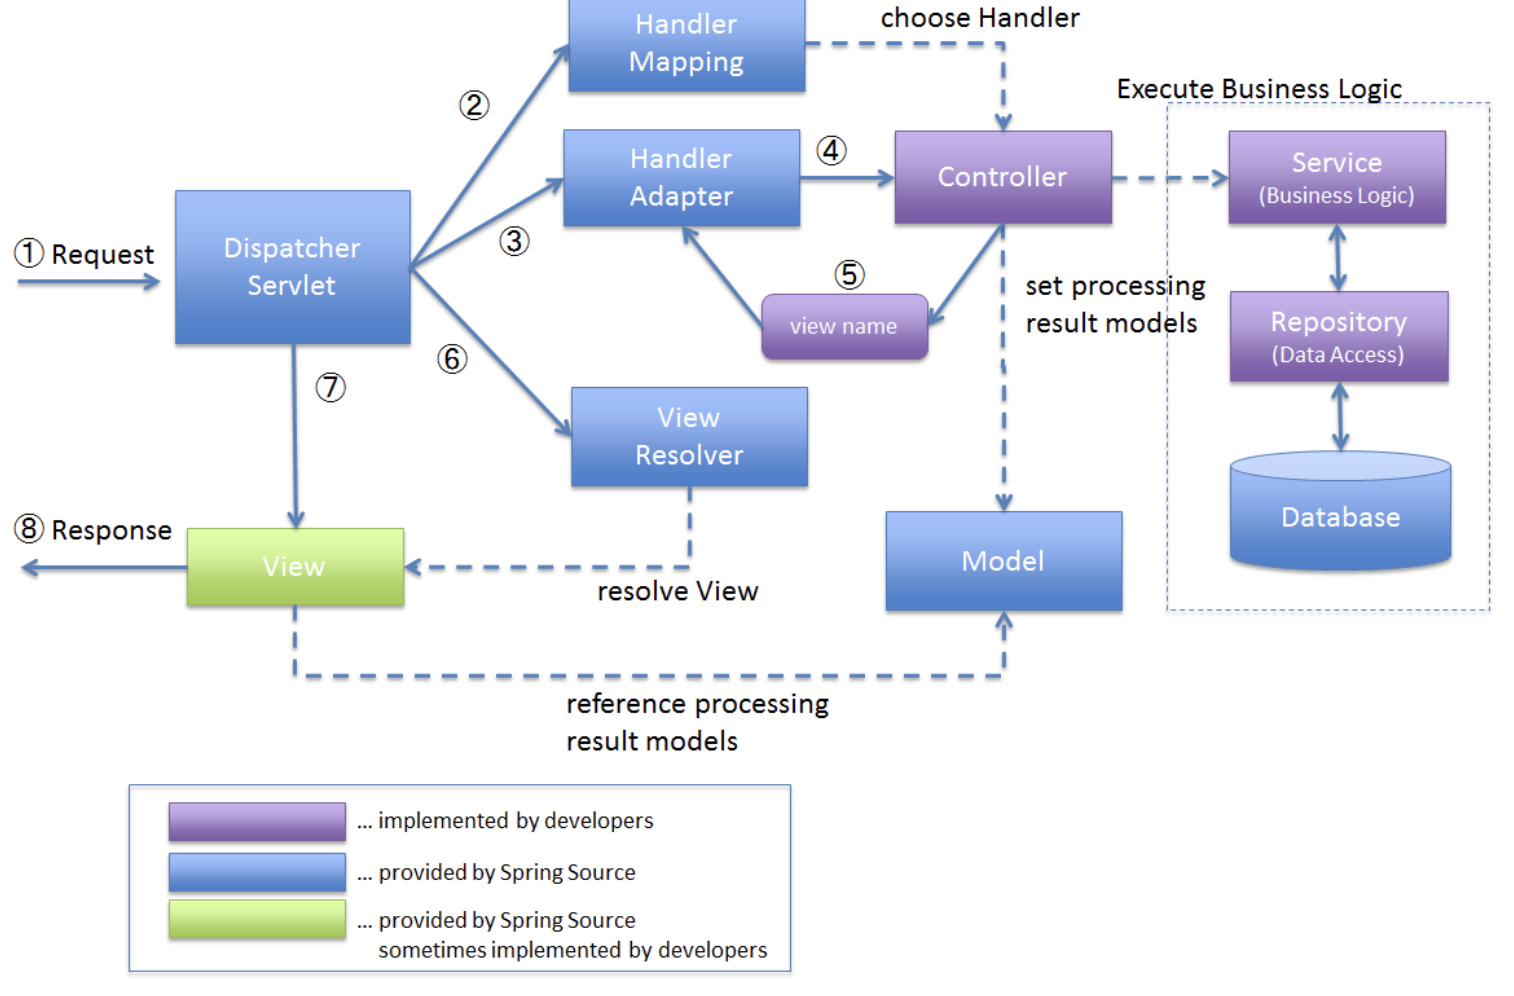 choose Handler
Handler
Mapping
Execute Business Logic
②
Handler
Adapter
④
Controller
Service
(Business Logic)
① Request
Dispatcher
Servlet
③
⑤
view name
set processing
result models
Repository
(Data Access)
⑥
⑦
View
Resolver
Database
⑧ Response
View
resolve View
Model
reference processing
result models
... implemented by developers
... provided by Spring Source
... provided by Spring Source
sometimes implemented by developers